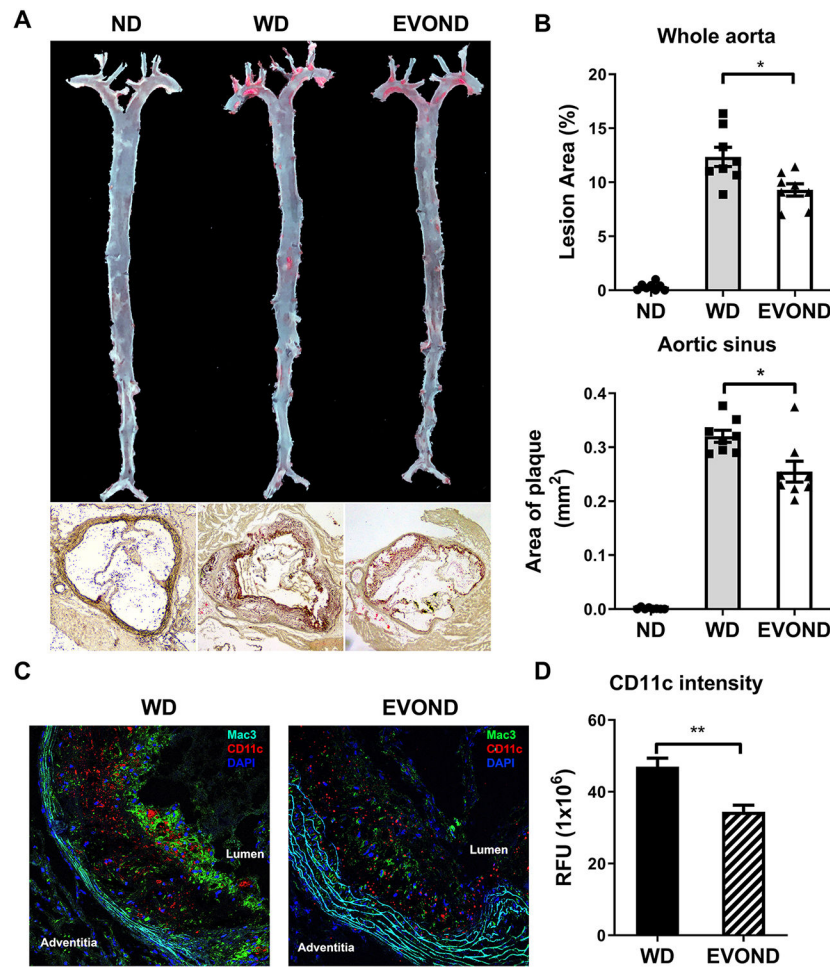 A
ND
WD
EVOND
B
Whole aorta
Lesion Area (%)
20
15
10
5
0
*
ND
WD
EVOND
Aortic sinus
Area of plaque
(mm²)
0.4
0.3
0.2
0.1
0.0
*
ND
WD
EVOND
C
WD
Mac3
CD11c
DAPI
Lumen
Adventitia
EVOND
Mac3
CD11c
DAPI
Lumen
Adventitia
D
CD11c intensity
RFU (1x10⁶)
60
40
20
0
**
WD
EVOND